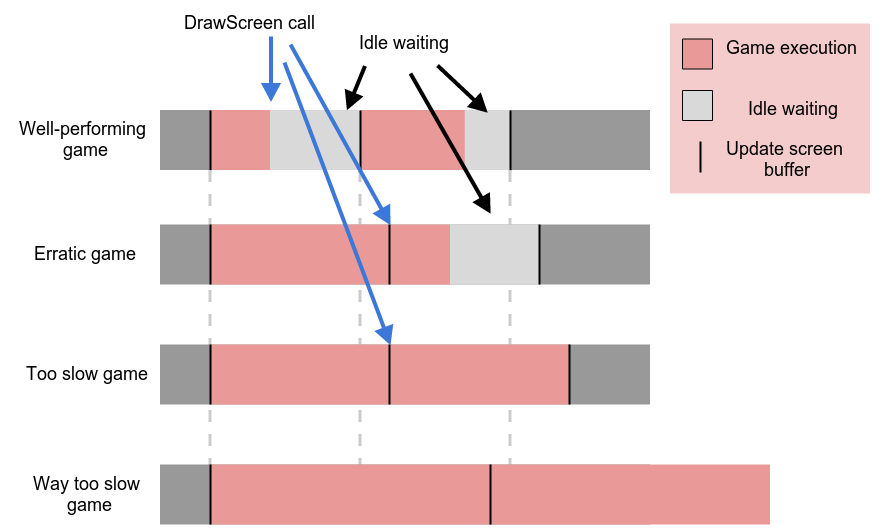 DrawScreen call
Idle waiting
Game execution
Idle waiting
Update screen
buffer
Well-performing
game
Erratic game
Too slow game
Way too slow
game